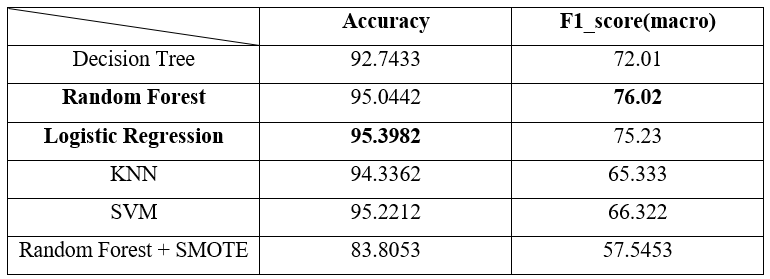 Accuracy F1_score(macro)
Decision Tree 92.7433 72.01
Random Forest 95.0442 76.02
Logistic Regression 95.3982 75.23
KNN 94.3362 65.333
SVM 95.2212 66.322
Random Forest + SMOTE 83.8053 57.5453